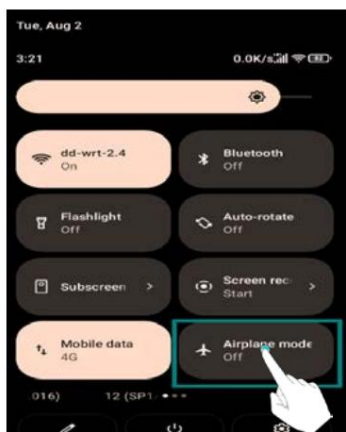 Tue, Aug 2
3:21 0.0K/s
dd-wrt-2.4 Bluetooth
On Off
Flashlight Auto-rotate
Off Off
Subscreen Screen rec
Start
Mobile data Airplane mode
4G Off
.016) 12 (SP1.